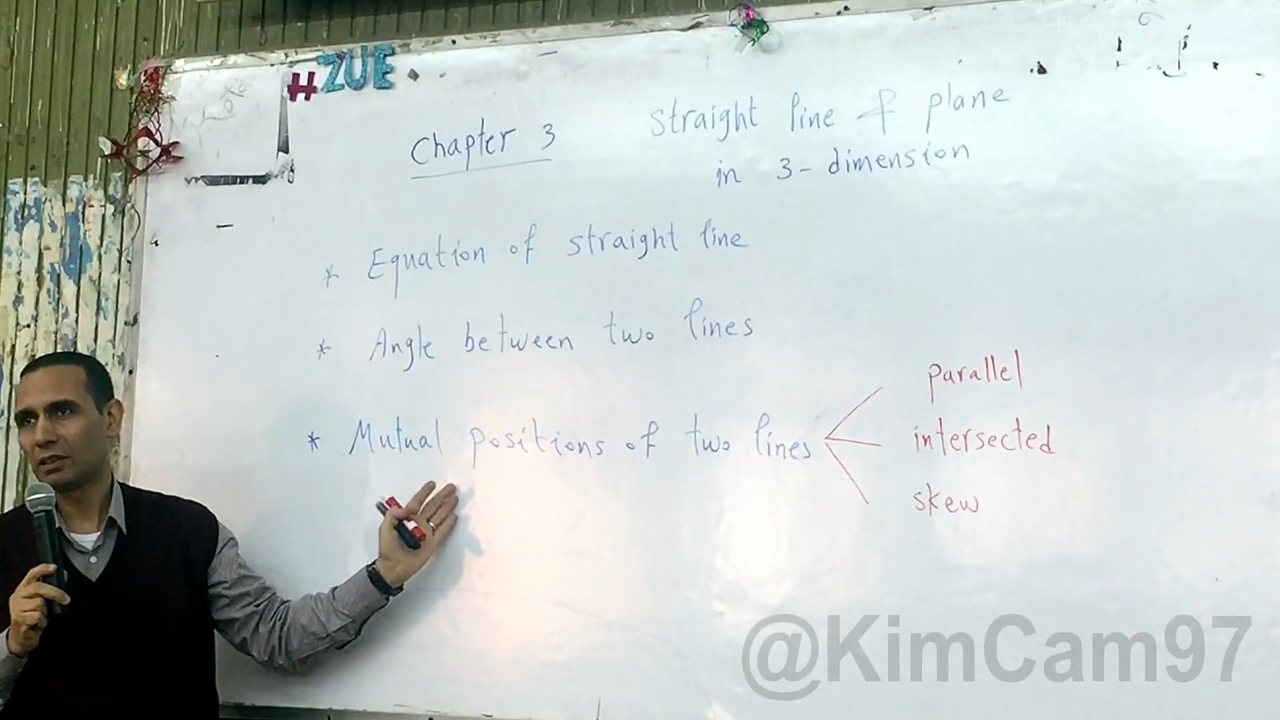 #ZUE
Chapter 3
straight line & plane
in 3-dimension
* Equation of straight line
* Angle between two lines
* Mutual positions of two lines
parallel
intersected
skew
@KimCam97